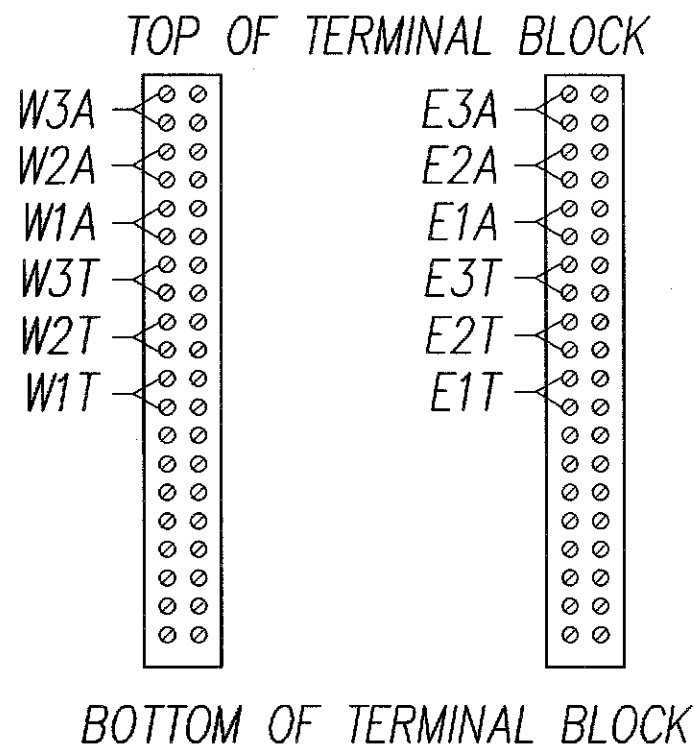 TOP OF TERMINAL BLOCK
W3A E3A
W2A E2A
W1A E1A
W3T E3T
W2T E2T
W1T E1T
BOTTOM OF TERMINAL BLOCK